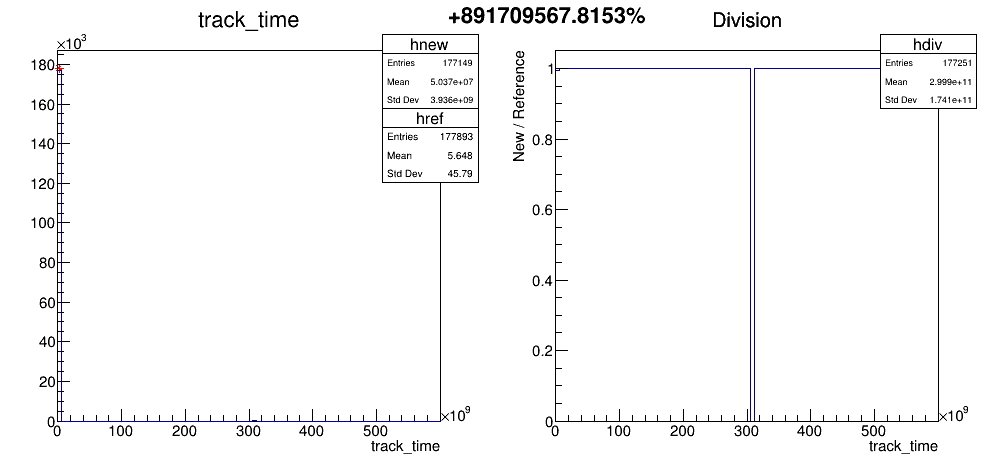 +891709567.8153%
track_time
×10³
hnew
Entries 177149
Mean 5.037e+07
Std Dev 3.936e+09
href
Entries 177893
Mean 5.648
Std Dev 45.79
180
160
140
120
100
80
60
40
20
0
0 100 200 300 400 500 ×10⁹
track_time
Division
hdiv
Entries 177251
Mean 2.999e+11
Std Dev 1.741e+11
New / Reference
1
0.8
0.6
0.4
0.2
0
0 100 200 300 400 500 ×10⁹
track_time